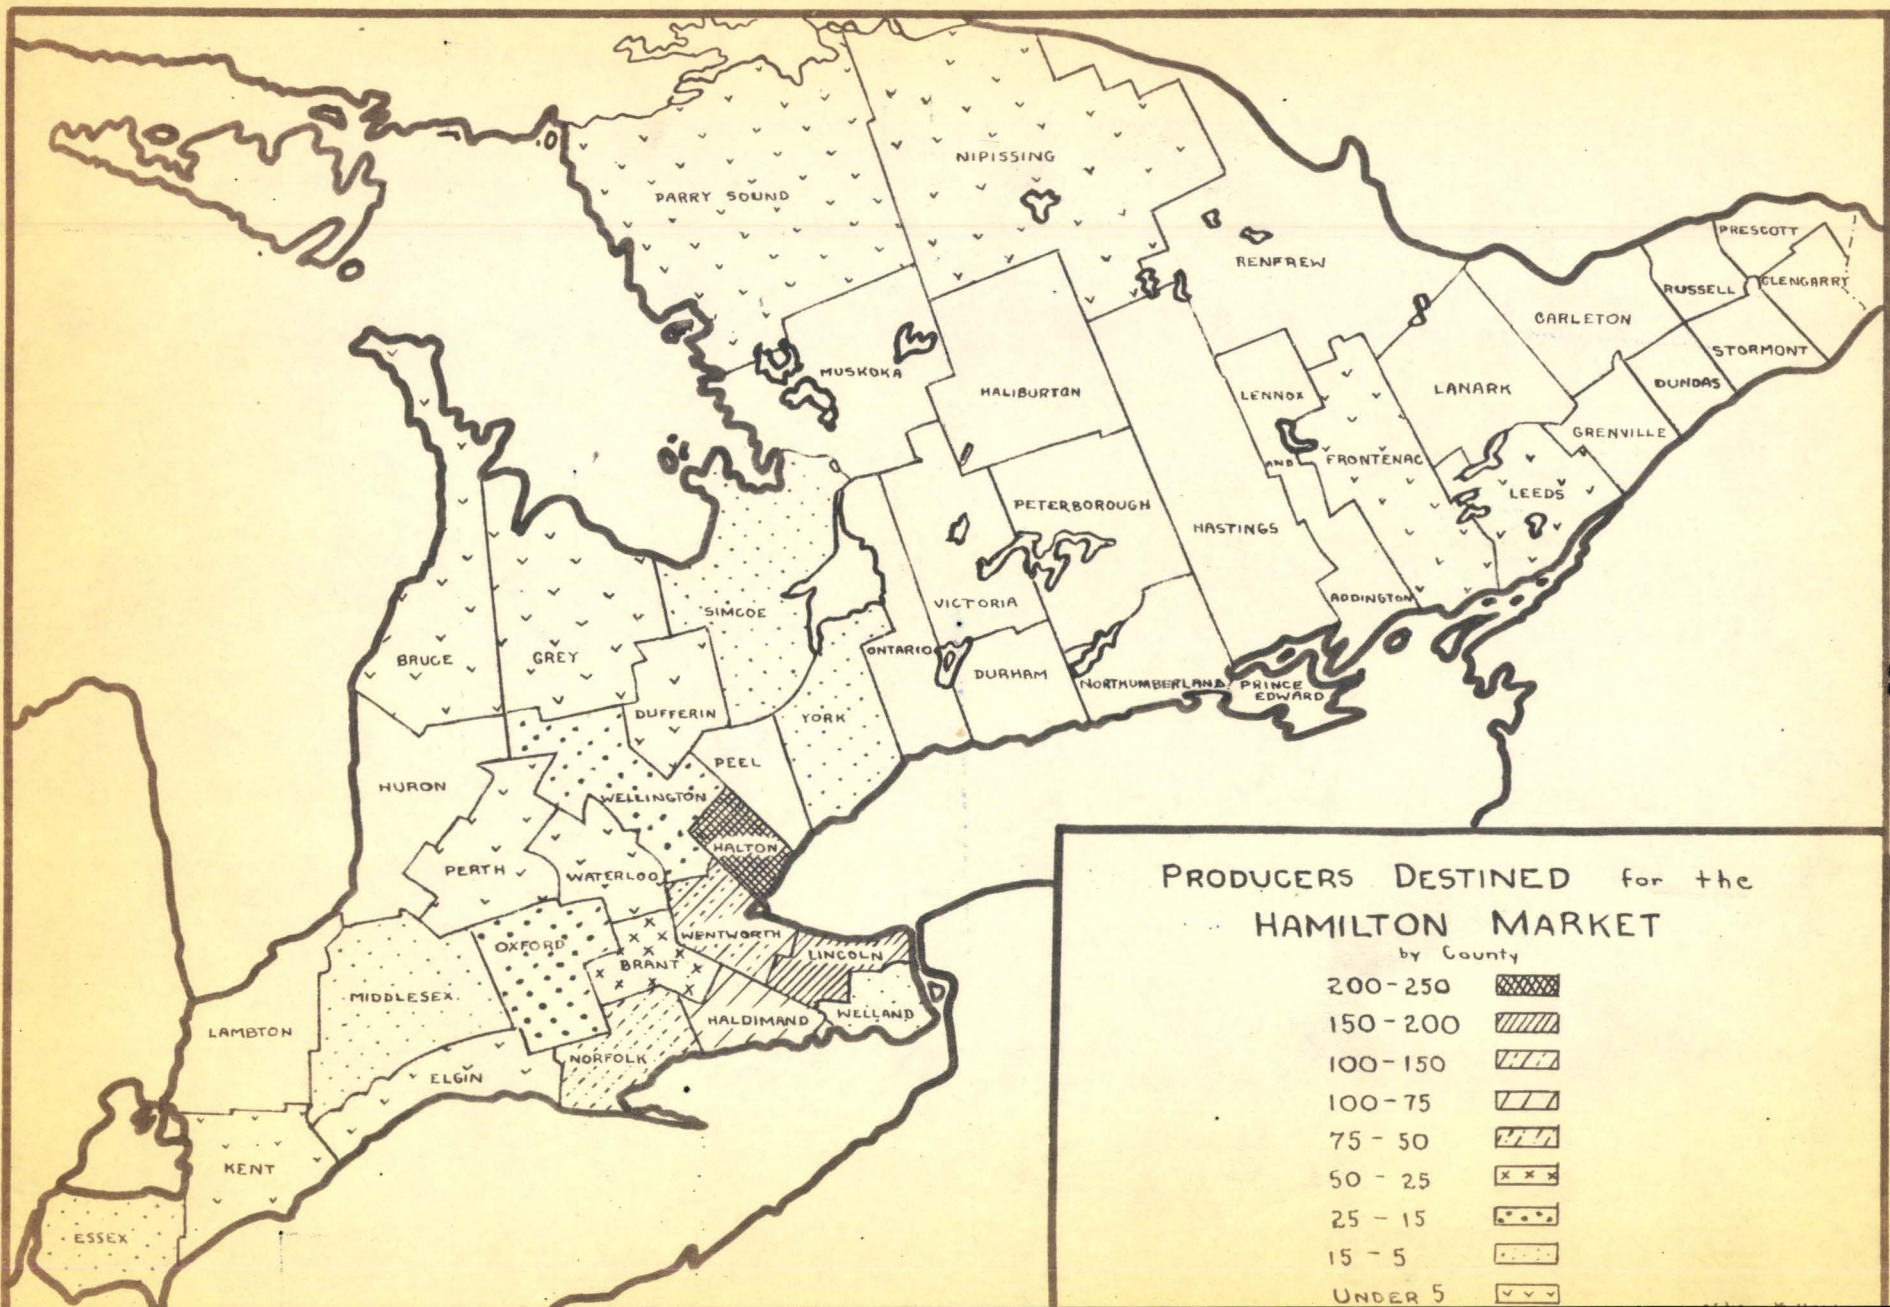 NIPISSING
PARRY SOUND
PRESCOTT
RENFREW
RUSSELL
GLENGARRY
CARLETON
STORMONT
MUSKOKA
DUNDAS
HALIBURTON
LENNOX
LANARK
GRENVILLE
AND
FRONTENAC
LEEDS
PETERBOROUGH
HASTINGS
ADDINGTON
SIMCOE
VICTORIA
BRUCE
GREY
ONTARIO
DURHAM
NORTHUMBERLAND
PRINCE
EDWARD
DUFFERIN
YORK
PEEL
HURON
WELLINGTON
HALTON
PERTH
WATERLOO
OXFORD
WENTWORTH
BRANT
LINCOLN
MIDDLESEX
WELLAND
LAMBTON
HALDIMAND
NORFOLK
ELGIN
KENT
ESSEX
PRODUCERS DESTINED for the
HAMILTON MARKET
by County
200-250
150-200
100-150
100-75
75-50
50-25
25-15
15-5
UNDER 5